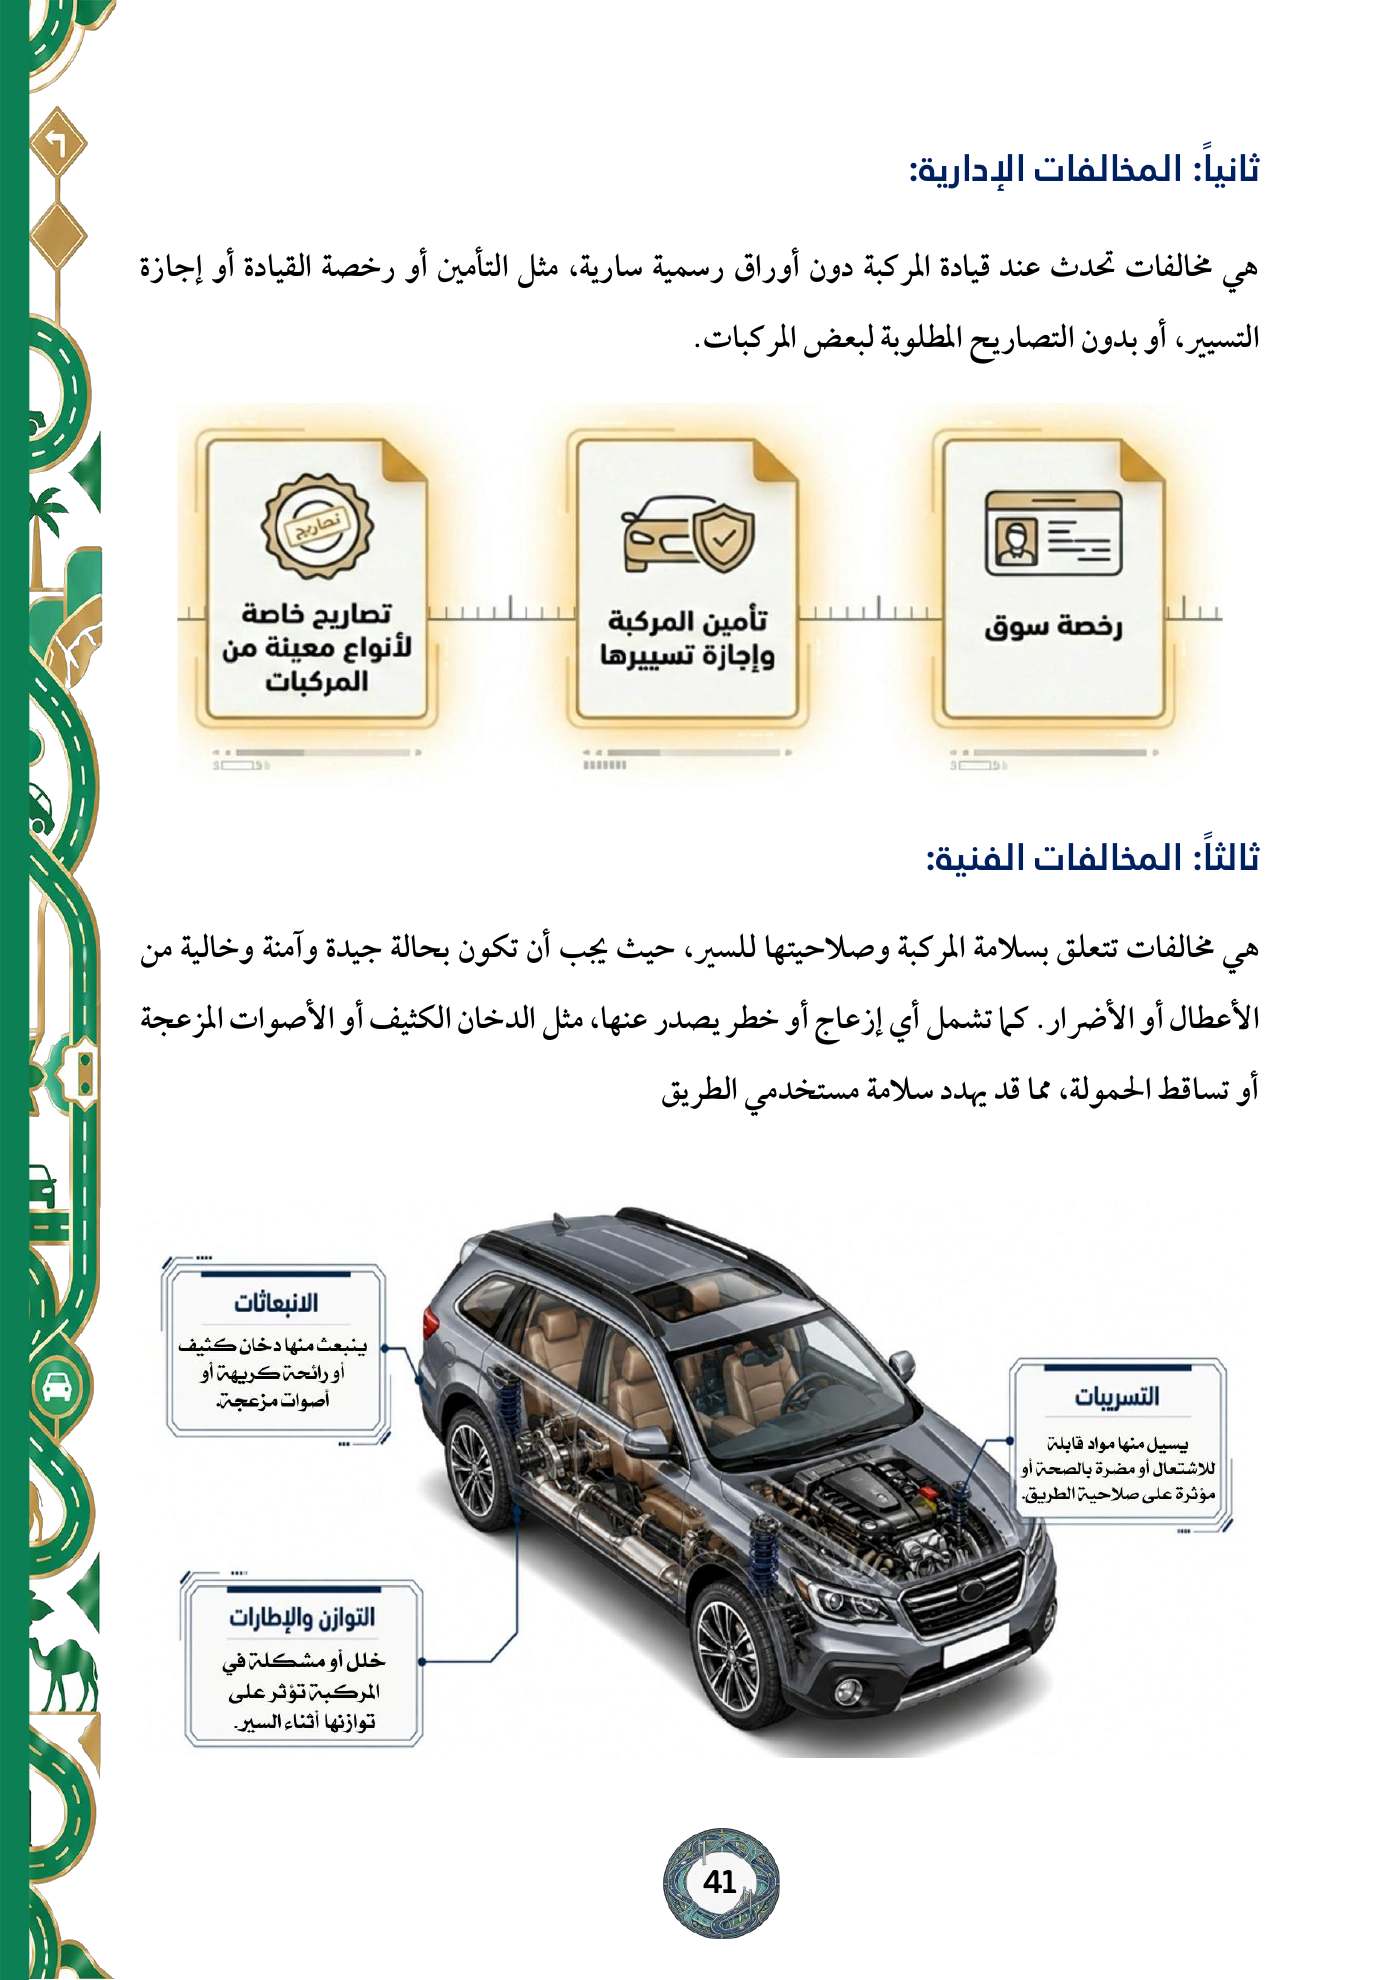 ثانياً: المخالفات الإدارية:
هي مخالفات تحدث عند قيادة المركبة دون أوراق رسمية سارية، مثل التأمين أو رخصة القيادة أو إجازة
التسيير، أو بدون التصاريح المطلوبة لبعض المركبات.
رخصة سوق
تأمين المركبة
وإجازة تسييرها
تصاريح
تصاريح خاصة
لأنواع معينة من
المركبات
ثالثاً: المخالفات الفنية:
هي مخالفات تتعلق بسلامة المركبة وصلاحيتها للسير، حيث يجب أن تكون بحالة جيدة وآمنة وخالية من
الأعطال أو الأضرار. كما تشمل أي إزعاج أو خطر يصدر عنها، مثل الدخان الكثيف أو الأصوات المزعجة
أو تساقط الحمولة، مما قد يهدد سلامة مستخدمي الطريق
الانبعاثات
ينبعث منها دخان كثيف
أو رائحة كريهة أو
أصوات مزعجة.
التسريبات
يسيل منها مواد قابلة
للاشتعال أو مضرة بالصحة أو
مؤثرة على صلاحية الطريق.
التوازن والإطارات
خلل أو مشكلة في
المركبة تؤثر على
توازنها أثناء السير.
41